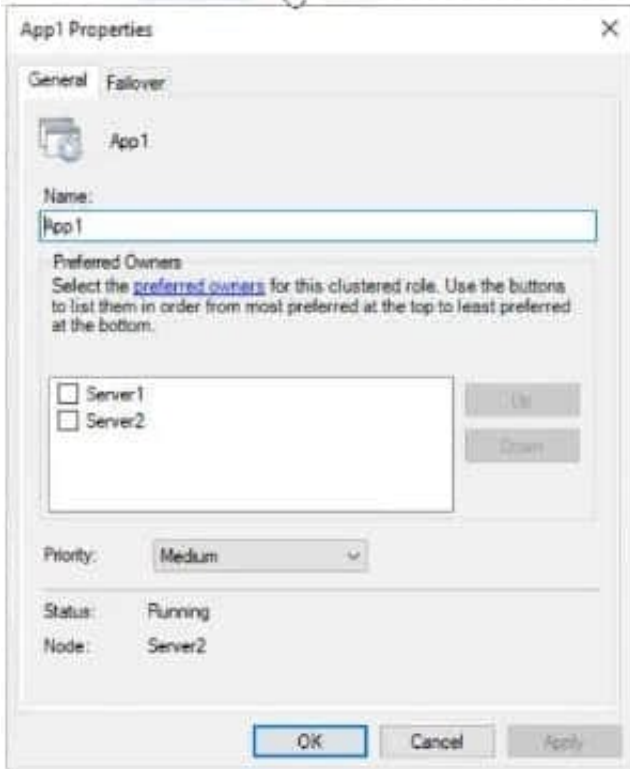 App1 Properties
General Failover
App1
Name:
App1
Preferred Owners
Select the preferred owners for this clustered role. Use the buttons
to list them in order from most preferred at the top to least preferred
at the bottom.
Server1
Server2
Up
Down
Priority: Medium
Status: Running
Node: Server2
OK Cancel Apply